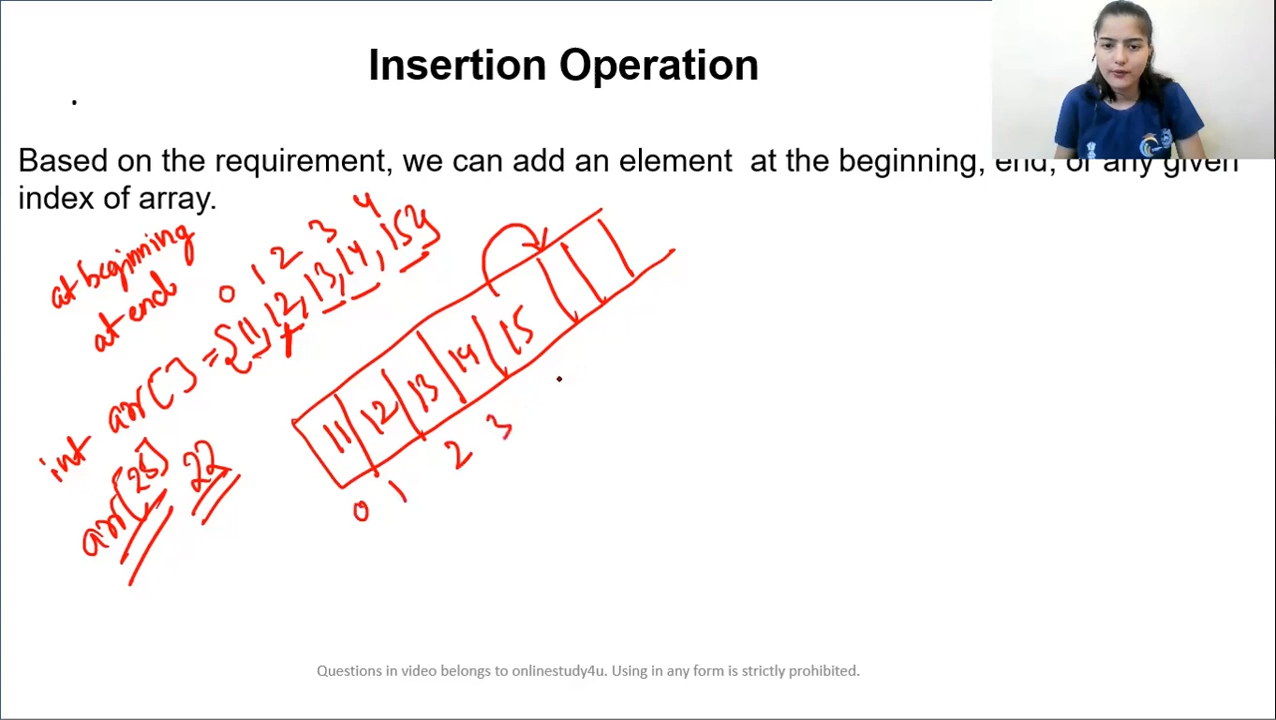 Insertion Operation
.
Based on the requirement, we can add an element at the beginning, end, or any given
index of array.
at beginning
at end
0 1 2 3 4
int arr[ ] = {11, 12, 13, 14, 15}
arr[25] 22
11 12 13 14 15
0 1 2 3
Questions in video belongs to onlinestudy4u. Using in any form is strictly prohibited.